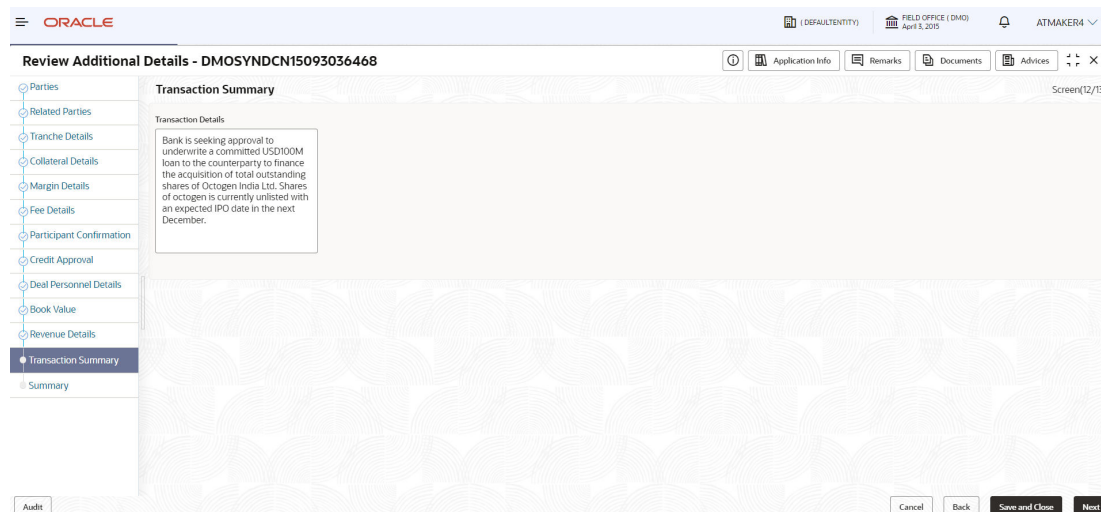 ORACLE
( DEFAULTENTITY)
FIELD OFFICE ( DMO)
April 3, 2015
ATMAKER4
Review Additional Details - DMOSYNDCN15093036468
Application Info
Remarks
Documents
Advices
Parties
Related Parties
Tranche Details
Collateral Details
Margin Details
Fee Details
Participant Confirmation
Credit Approval
Deal Personnel Details
Book Value
Revenue Details
Transaction Summary
Summary
Transaction Summary
Screen(12/13
Transaction Details
Bank is seeking approval to
underwrite a committed USD100M
loan to the counterparty to finance
the acquisition of total outstanding
shares of Octogen India Ltd. Shares
of octogen is currently unlisted with
an expected IPO date in the next
December.
Audit
Cancel
Back
Save and Close
Next